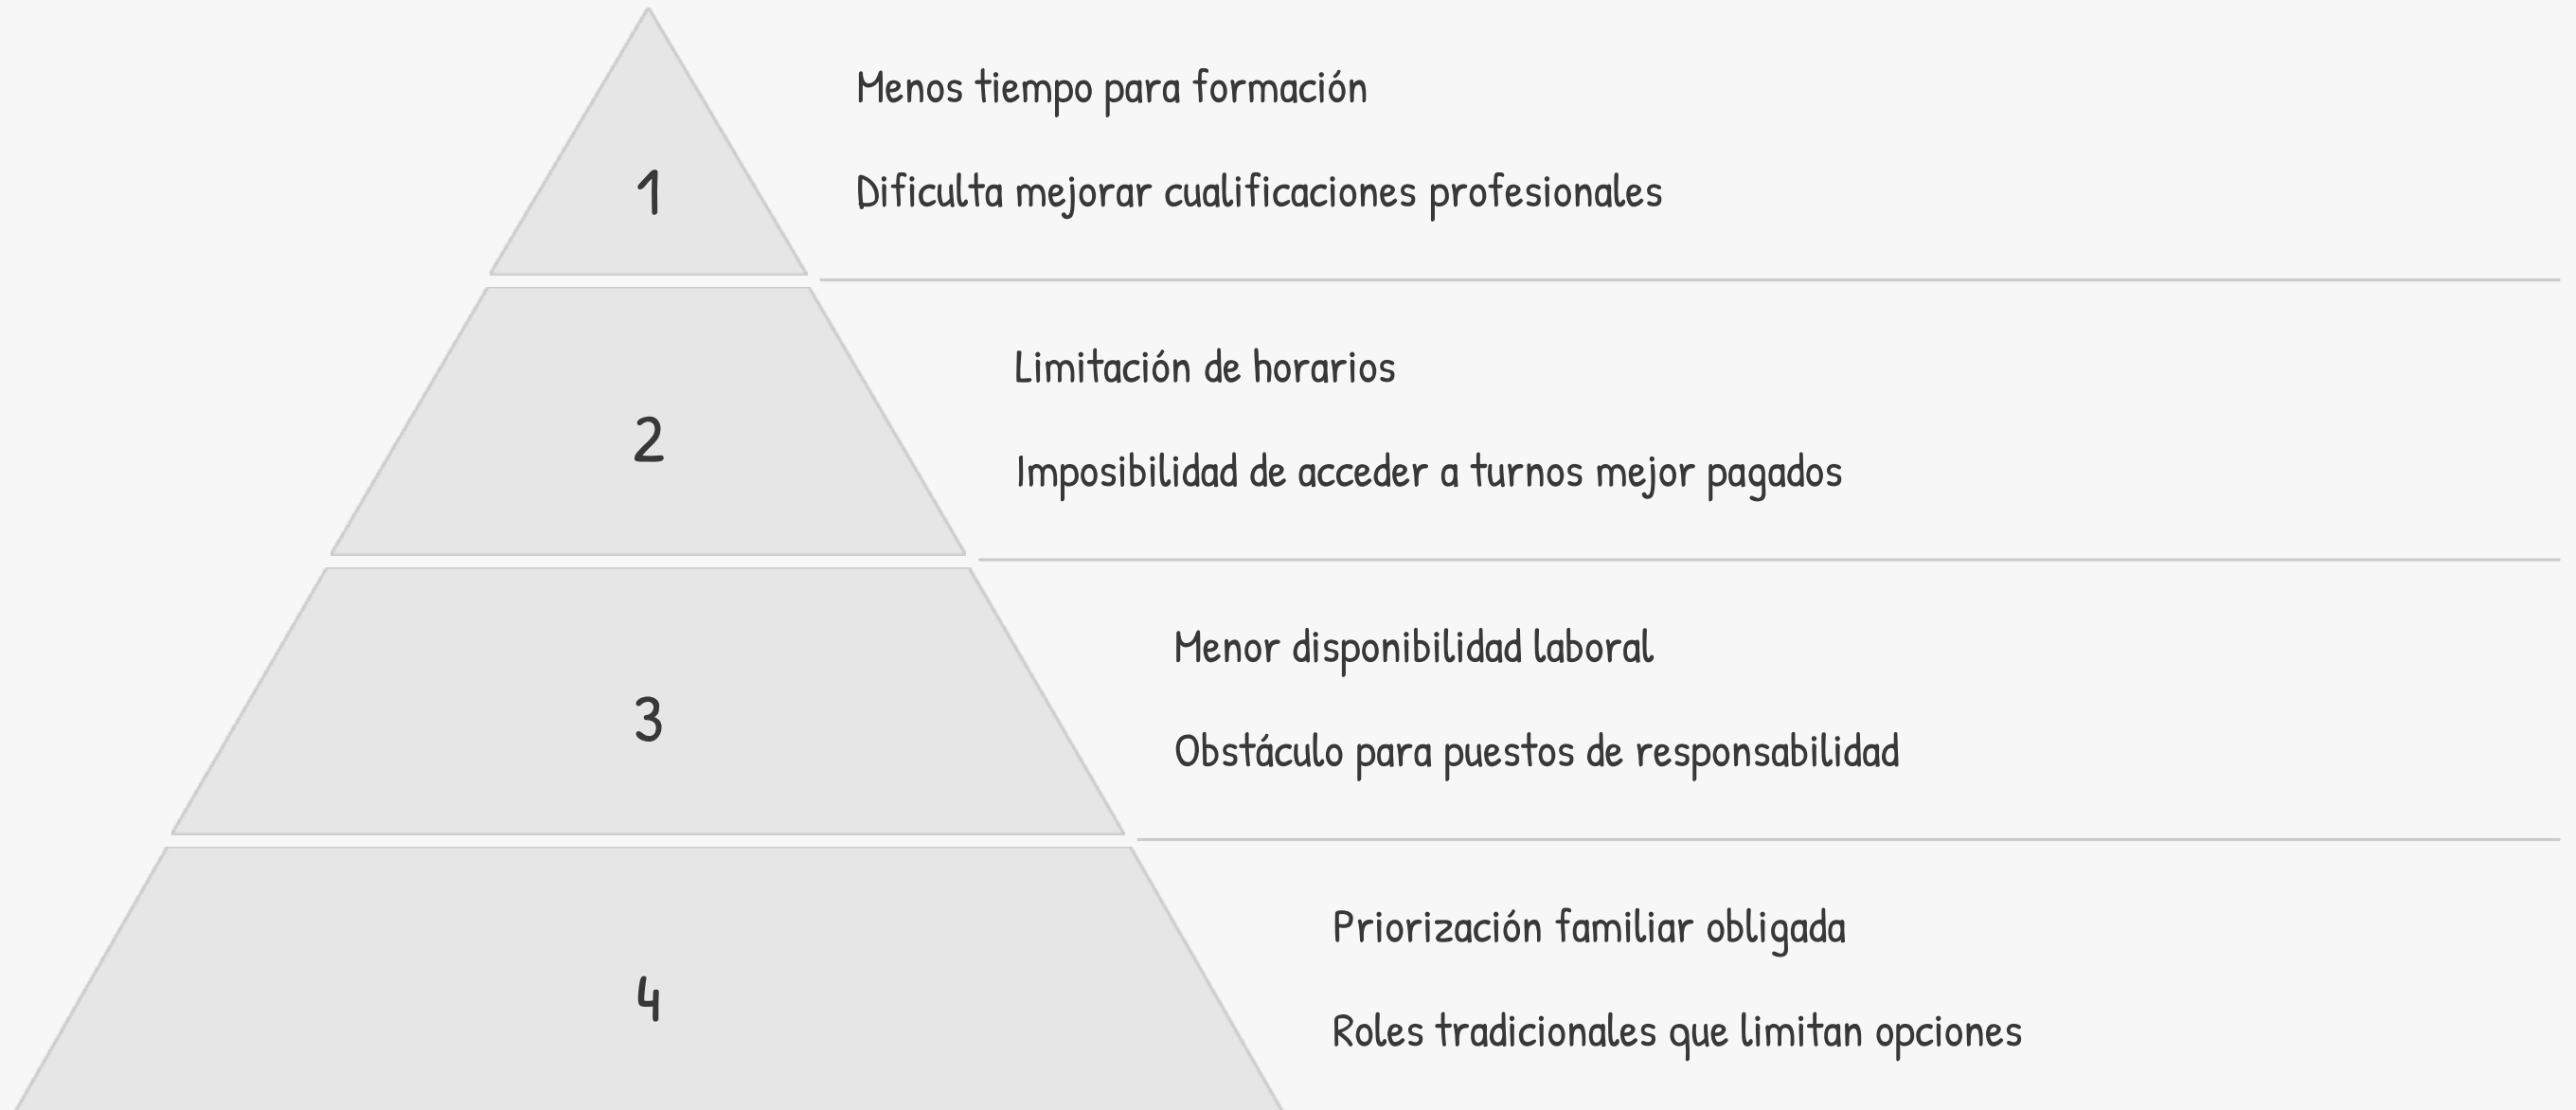 Menos tiempo para formación
1
Dificulta mejorar cualificaciones profesionales
Limitación de horarios
2
Imposibilidad de acceder a turnos mejor pagados
Menor disponibilidad laboral
3
Obstáculo para puestos de responsabilidad
Priorización familiar obligada
4
Roles tradicionales que limitan opciones